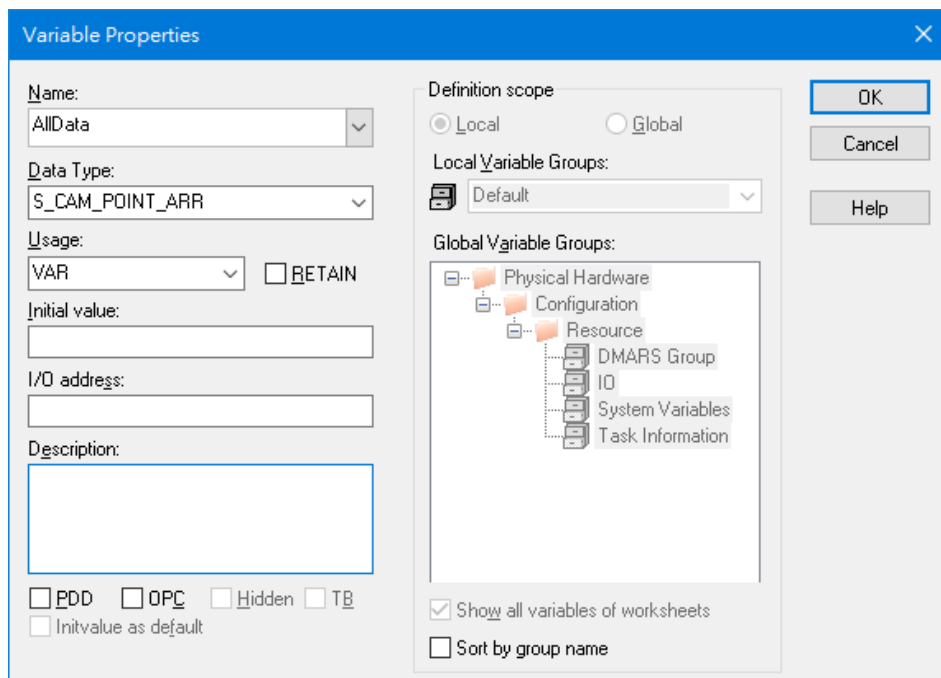 Variable Properties
Name:
AllData
Data Type:
S_CAM_POINT_ARR
Usage:
VAR
RETAIN
Initial value:
I/O address:
Description:
PDD
OPC
Hidden
TB
Initvalue as default
Definition scope
Local
Global
Local Variable Groups:
Default
Global Variable Groups:
Physical Hardware
Configuration
Resource
DMARS Group
IO
System Variables
Task Information
Show all variables of worksheets
Sort by group name
OK
Cancel
Help